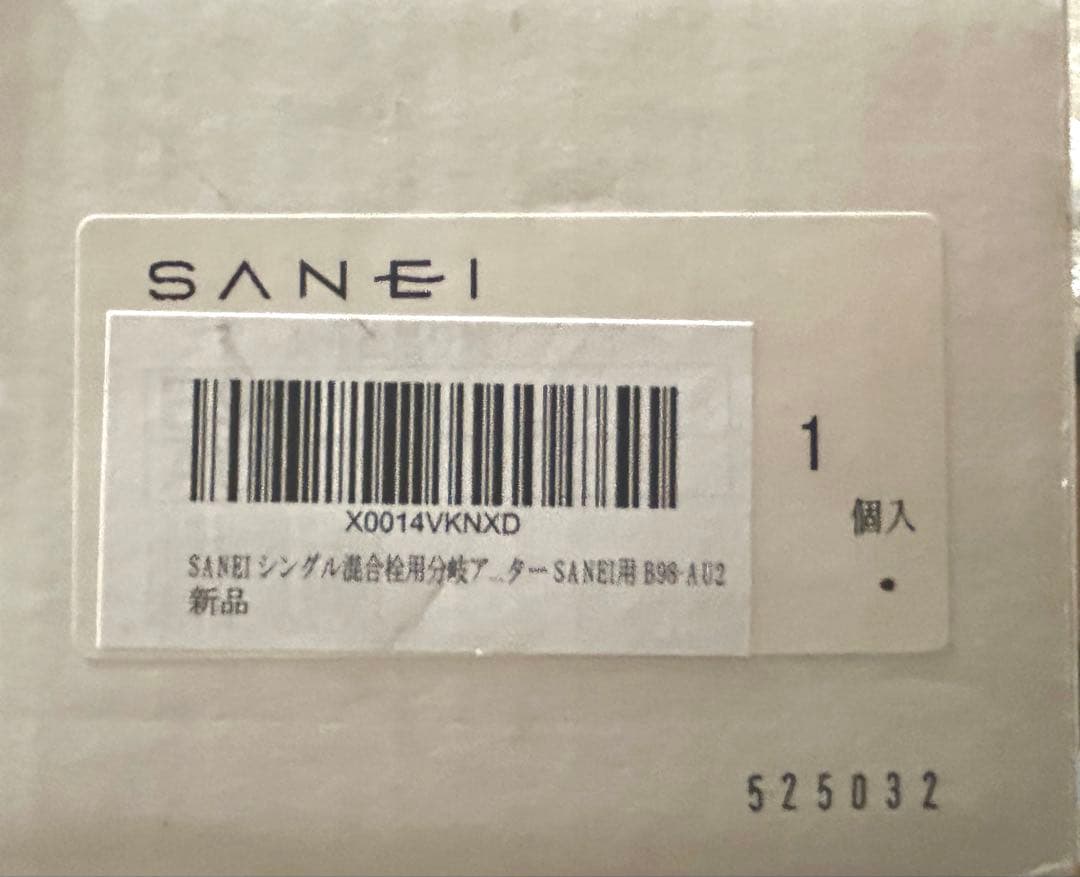 SANEI
X0014VKNXD
SANEI シングル混合栓用分岐ア...ター SANEI用 B98-AU2
新品
1
個入
525032